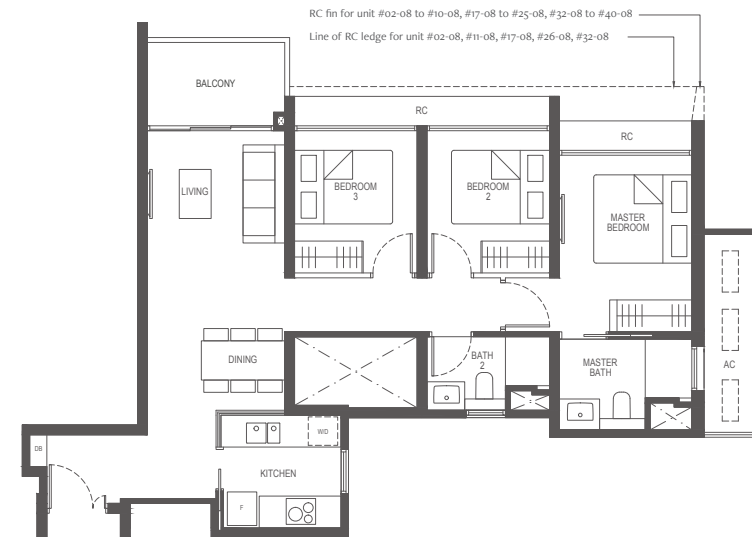 RC fin for unit #02-08 to #10-08, #17-08 to #25-08, #32-08 to #40-08
Line of RC ledge for unit #02-08, #11-08, #17-08, #26-08, #32-08
BALCONY
RC
RC
LIVING
BEDROOM
3
BEDROOM
2
MASTER
BEDROOM
DINING
BATH
2
MASTER
BATH
AC
DB
W/D
KITCHEN
F